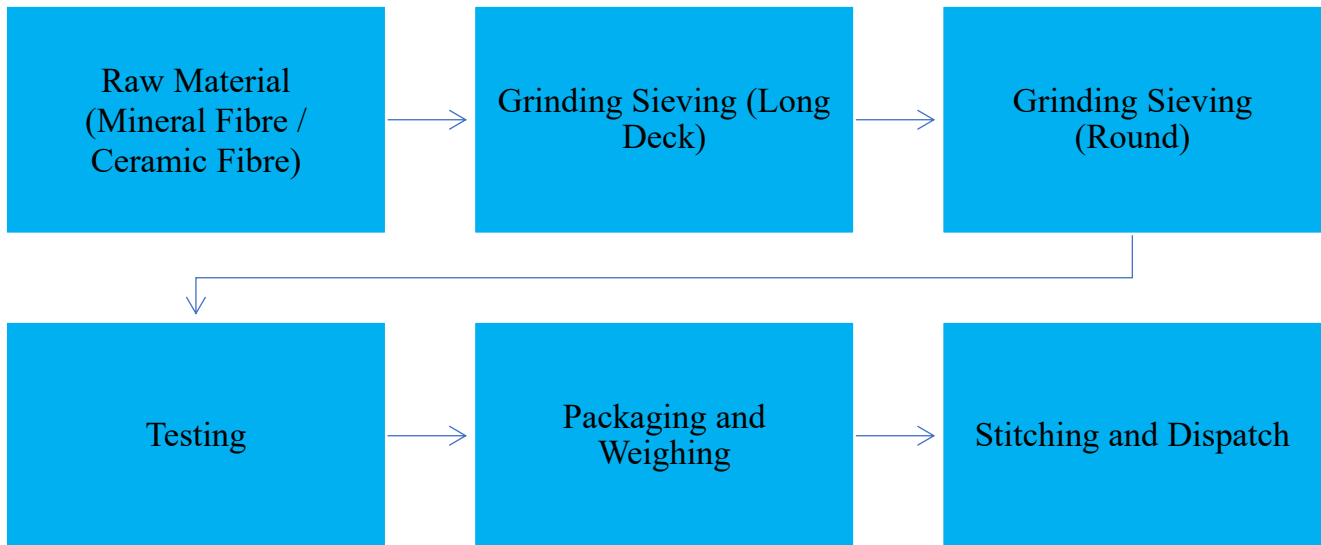 Raw Material
(Mineral Fibre /
Ceramic Fibre)
Grinding Sieving (Long
Deck)
Grinding Sieving
(Round)
Testing
Packaging and
Weighing
Stitching and Dispatch